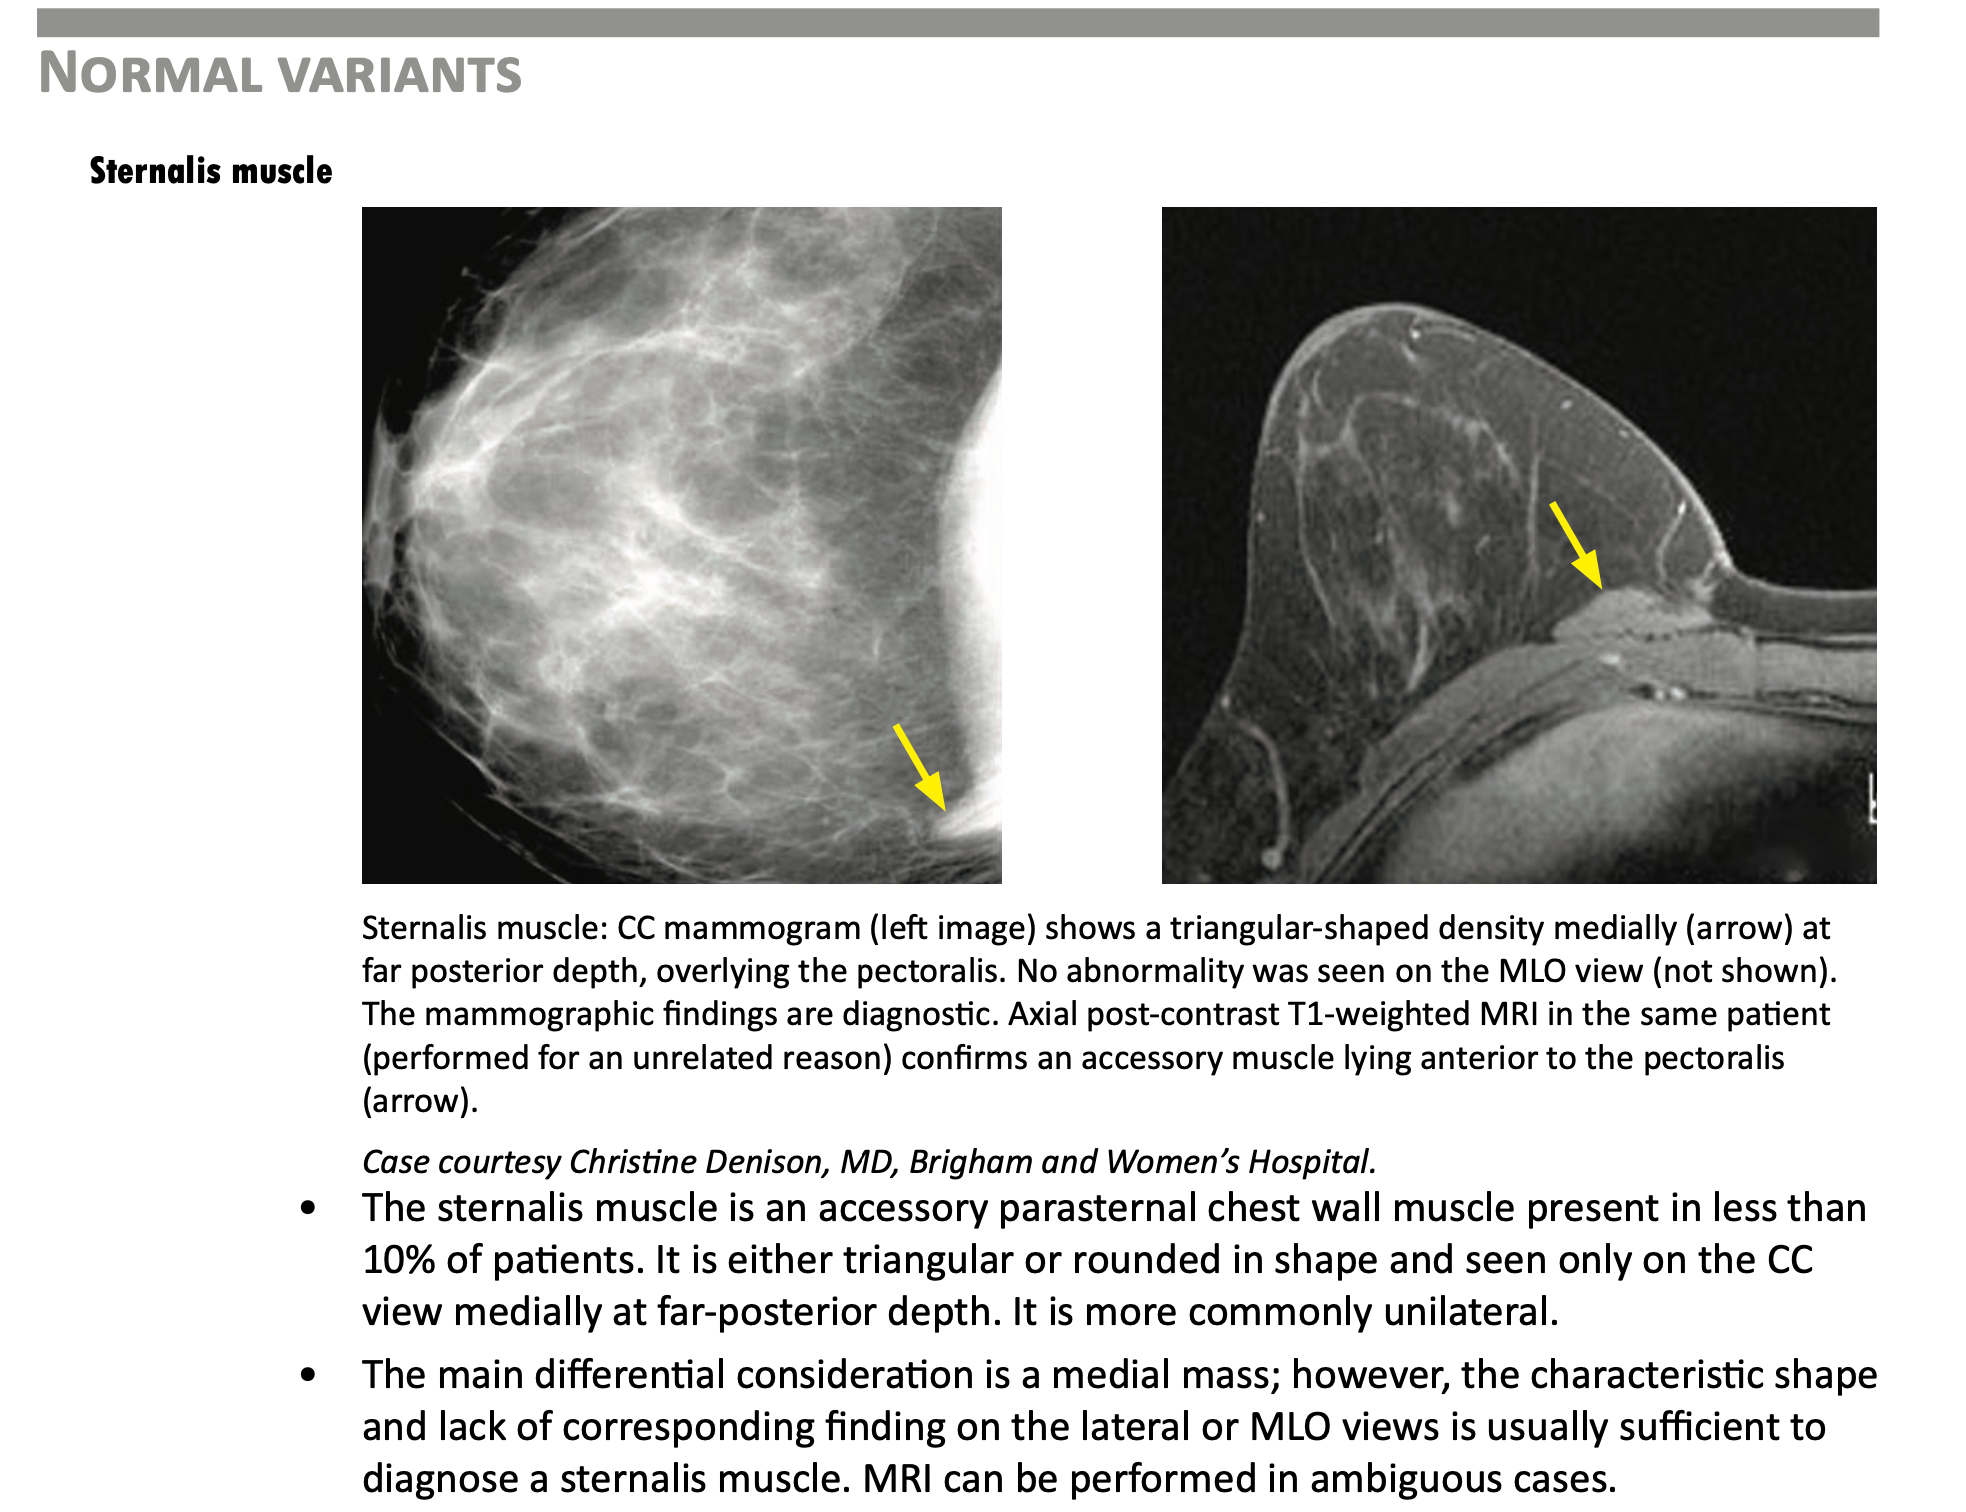 NORMAL VARIANTS
Sternalis muscle
Sternalis muscle: CC mammogram (left image) shows a triangular-shaped density medially (arrow) at
far posterior depth, overlying the pectoralis. No abnormality was seen on the MLO view (not shown).
The mammographic findings are diagnostic. Axial post-contrast T1-weighted MRI in the same patient
(performed for an unrelated reason) confirms an accessory muscle lying anterior to the pectoralis
(arrow).
Case courtesy Christine Denison, MD, Brigham and Women’s Hospital.
• The sternalis muscle is an accessory parasternal chest wall muscle present in less than
10% of patients. It is either triangular or rounded in shape and seen only on the CC
view medially at far-posterior depth. It is more commonly unilateral.
• The main differential consideration is a medial mass; however, the characteristic shape
and lack of corresponding finding on the lateral or MLO views is usually sufficient to
diagnose a sternalis muscle. MRI can be performed in ambiguous cases.